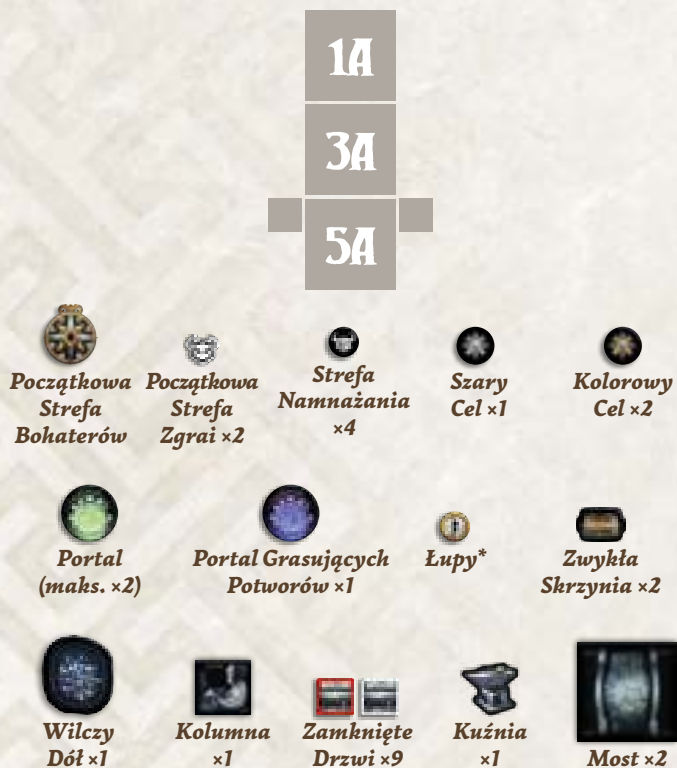 1A
3A
5A
Początkowa
Strefa
Bohaterów
Początkowa
Strefa
Zgrai ×2
Strefa
Namnażania
×4
Szary
Cel ×1
Kolorowy
Cel ×2
Portal
(maks. ×2)
Portal Grasujących
Potworów ×1
Łupy*
Zwykła
Skrzynia ×2
Wilczy
Dół ×1
Kolumna
×1
Zamknięte
Drzwi ×9
Kuźnia
×1
Most ×2